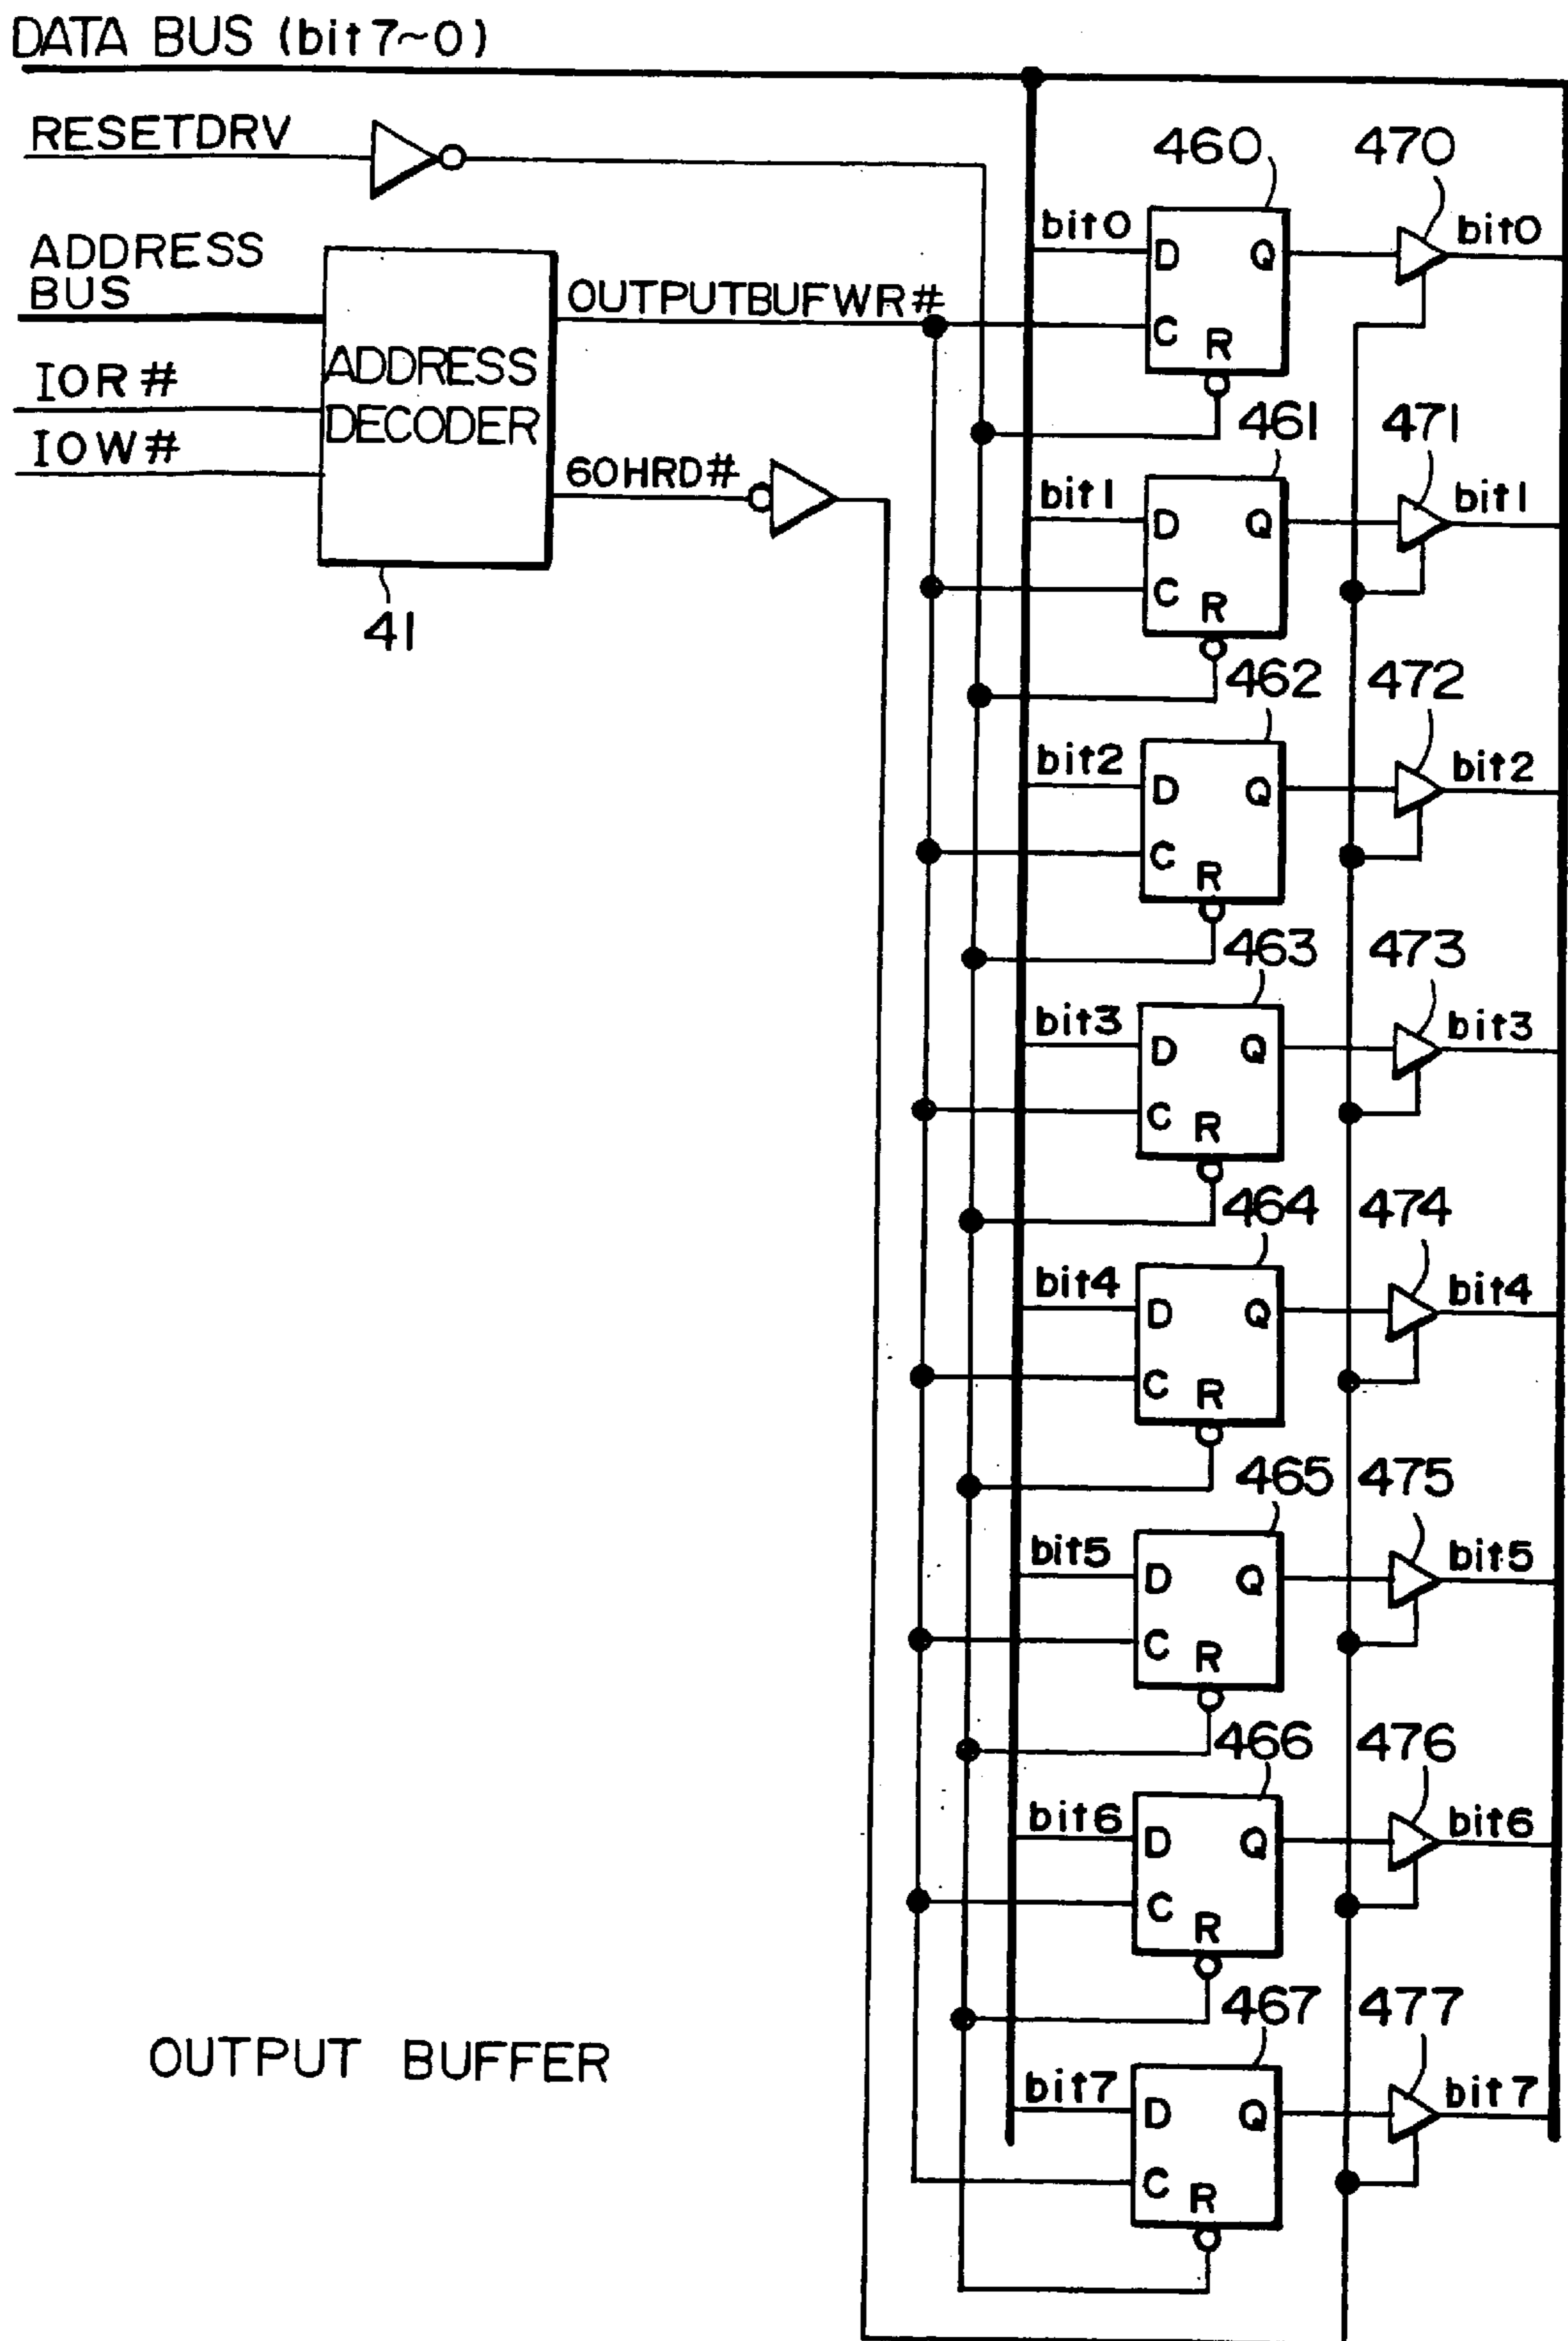 DATA BUS (bit7~0)
RESETDRV
460
470
bit0
D
Q
bit0
ADDRESS
BUS
OUTPUTBUFWR#
C
R
ADDRESS
DECODER
IOR#
IOW#
461
471
60HRD#
bit1
D
Q
bit1
C
R
41
462
472
bit2
D
Q
bit2
C
R
463
473
bit3
D
Q
bit3
C
R
464
474
bit4
D
Q
bit4
C
R
465
475
bit5
D
Q
bit5
C
R
466
476
bit6
D
Q
bit6
C
R
467
477
OUTPUT BUFFER
bit7
D
Q
bit7
C
R